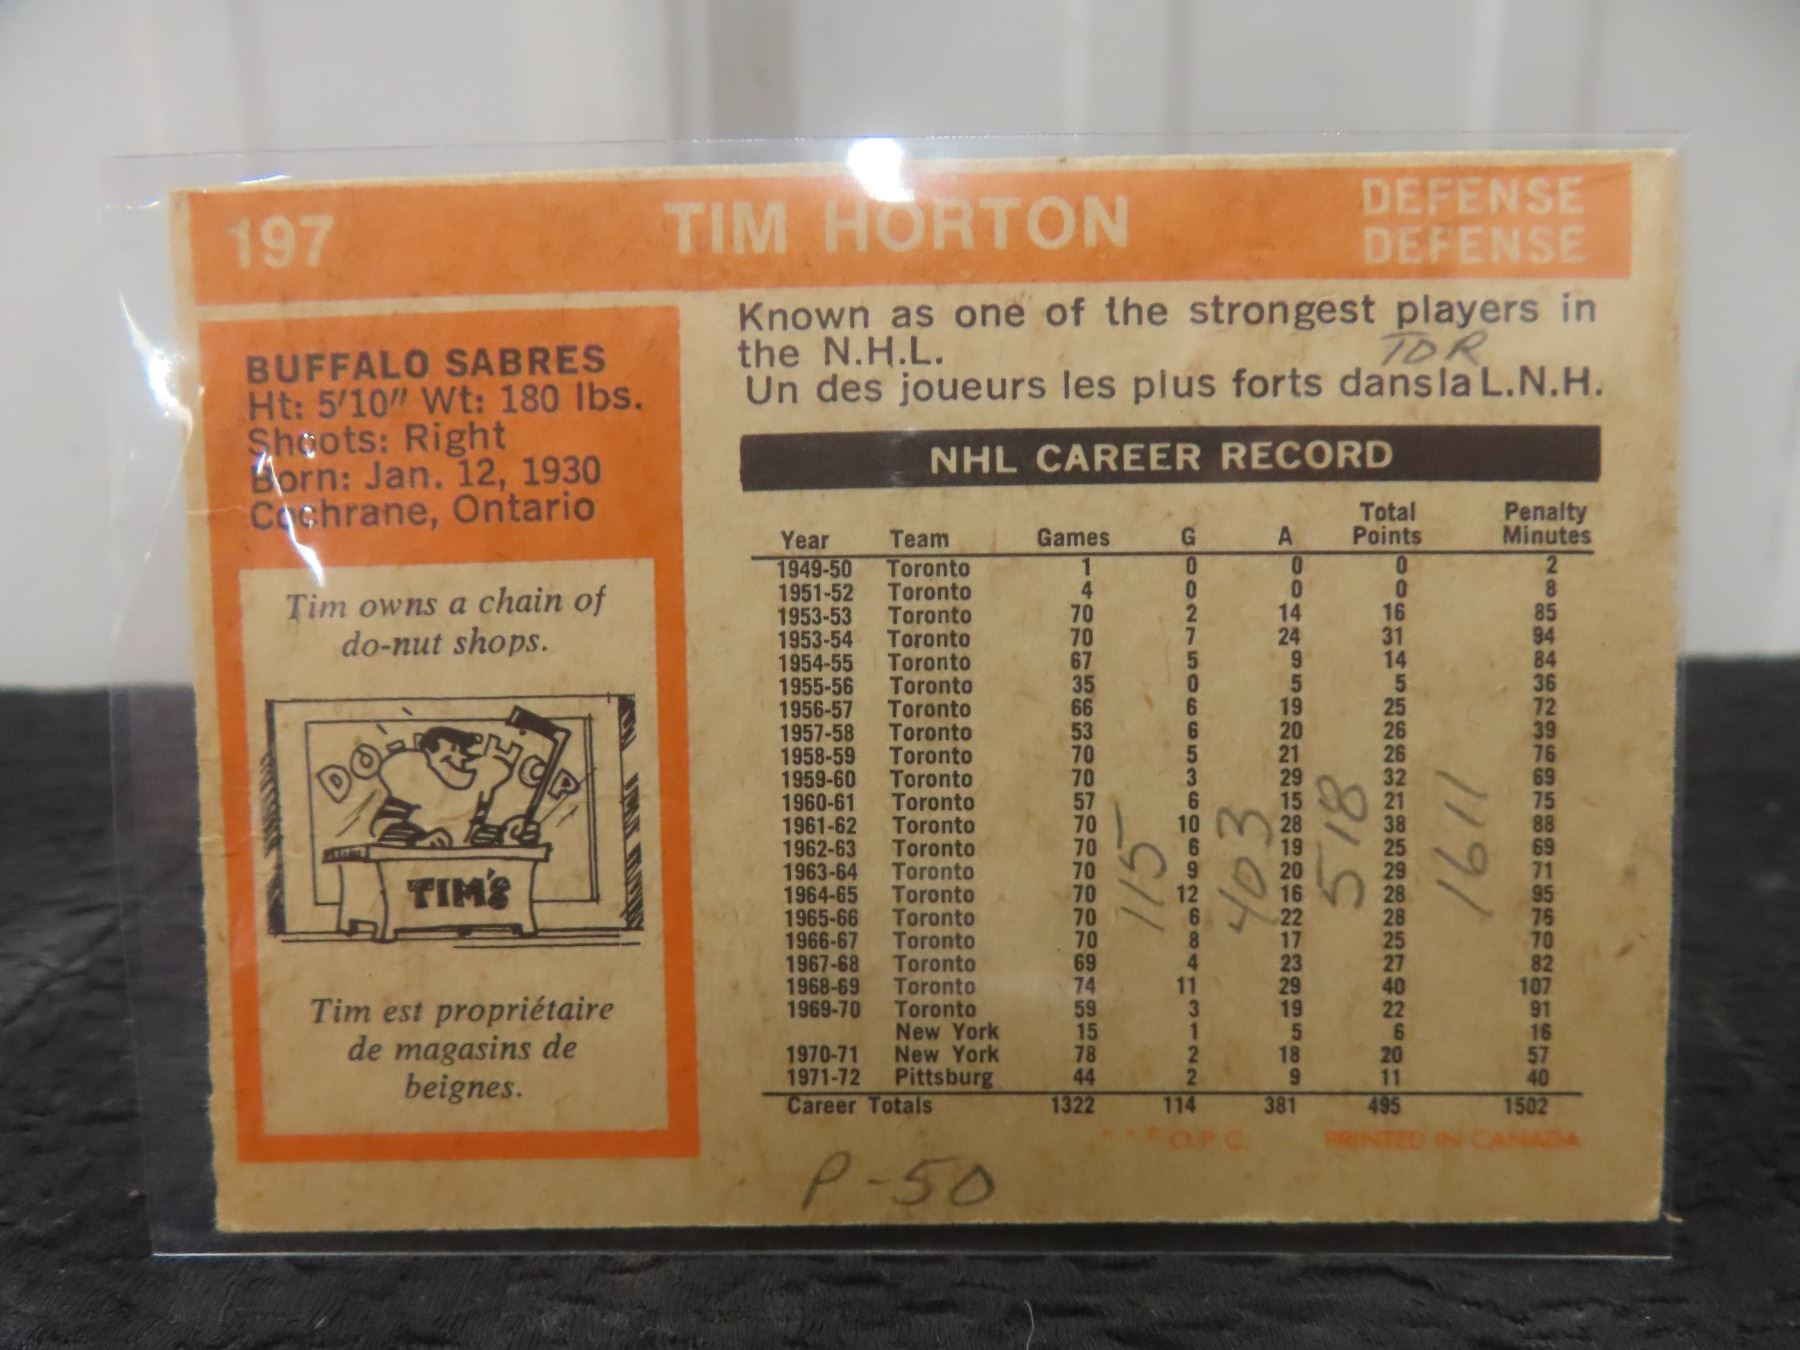 197 TIM HORTON DEFENSE
DEFENSE
BUFFALO SABRES
Ht: 5'10" Wt: 180 lbs.
Shoots: Right
Born: Jan. 12, 1930
Cochrane, Ontario
Tim owns a chain of
do-nut shops.
TIM'S
Tim est propriétaire
de magasins de
beignes.
Known as one of the strongest players in
the N.H.L.
TOR
Un des joueurs les plus forts dans la L.N.H.
NHL CAREER RECORD
Year Team Games G A Total Points Penalty Minutes
1949-50 Toronto 1 0 0 0 2
1951-52 Toronto 4 0 0 0 8
1953-53 Toronto 70 2 14 16 85
1953-54 Toronto 70 7 24 31 94
1954-55 Toronto 67 5 9 14 84
1955-56 Toronto 35 0 5 5 36
1956-57 Toronto 66 6 19 25 72
1957-58 Toronto 53 6 20 26 39
1958-59 Toronto 70 5 21 26 76
1959-60 Toronto 70 3 29 32 69
1960-61 Toronto 57 6 15 21 75
1961-62 Toronto 70 10 28 38 88
1962-63 Toronto 70 6 19 25 69
1963-64 Toronto 70 9 20 29 71
1964-65 Toronto 70 12 16 28 95
1965-66 Toronto 70 6 22 28 76
1966-67 Toronto 70 8 17 25 70
1967-68 Toronto 69 4 23 27 82
1968-69 Toronto 74 11 29 40 107
1969-70 Toronto 59 3 19 22 91
New York 15 1 5 6 16
1970-71 New York 78 2 18 20 57
1971-72 Pittsburg 44 2 9 11 40
Career Totals 1322 114 381 495 1502
115 403 518 1611
* * * O.P.C. PRINTED IN CANADA
P-50